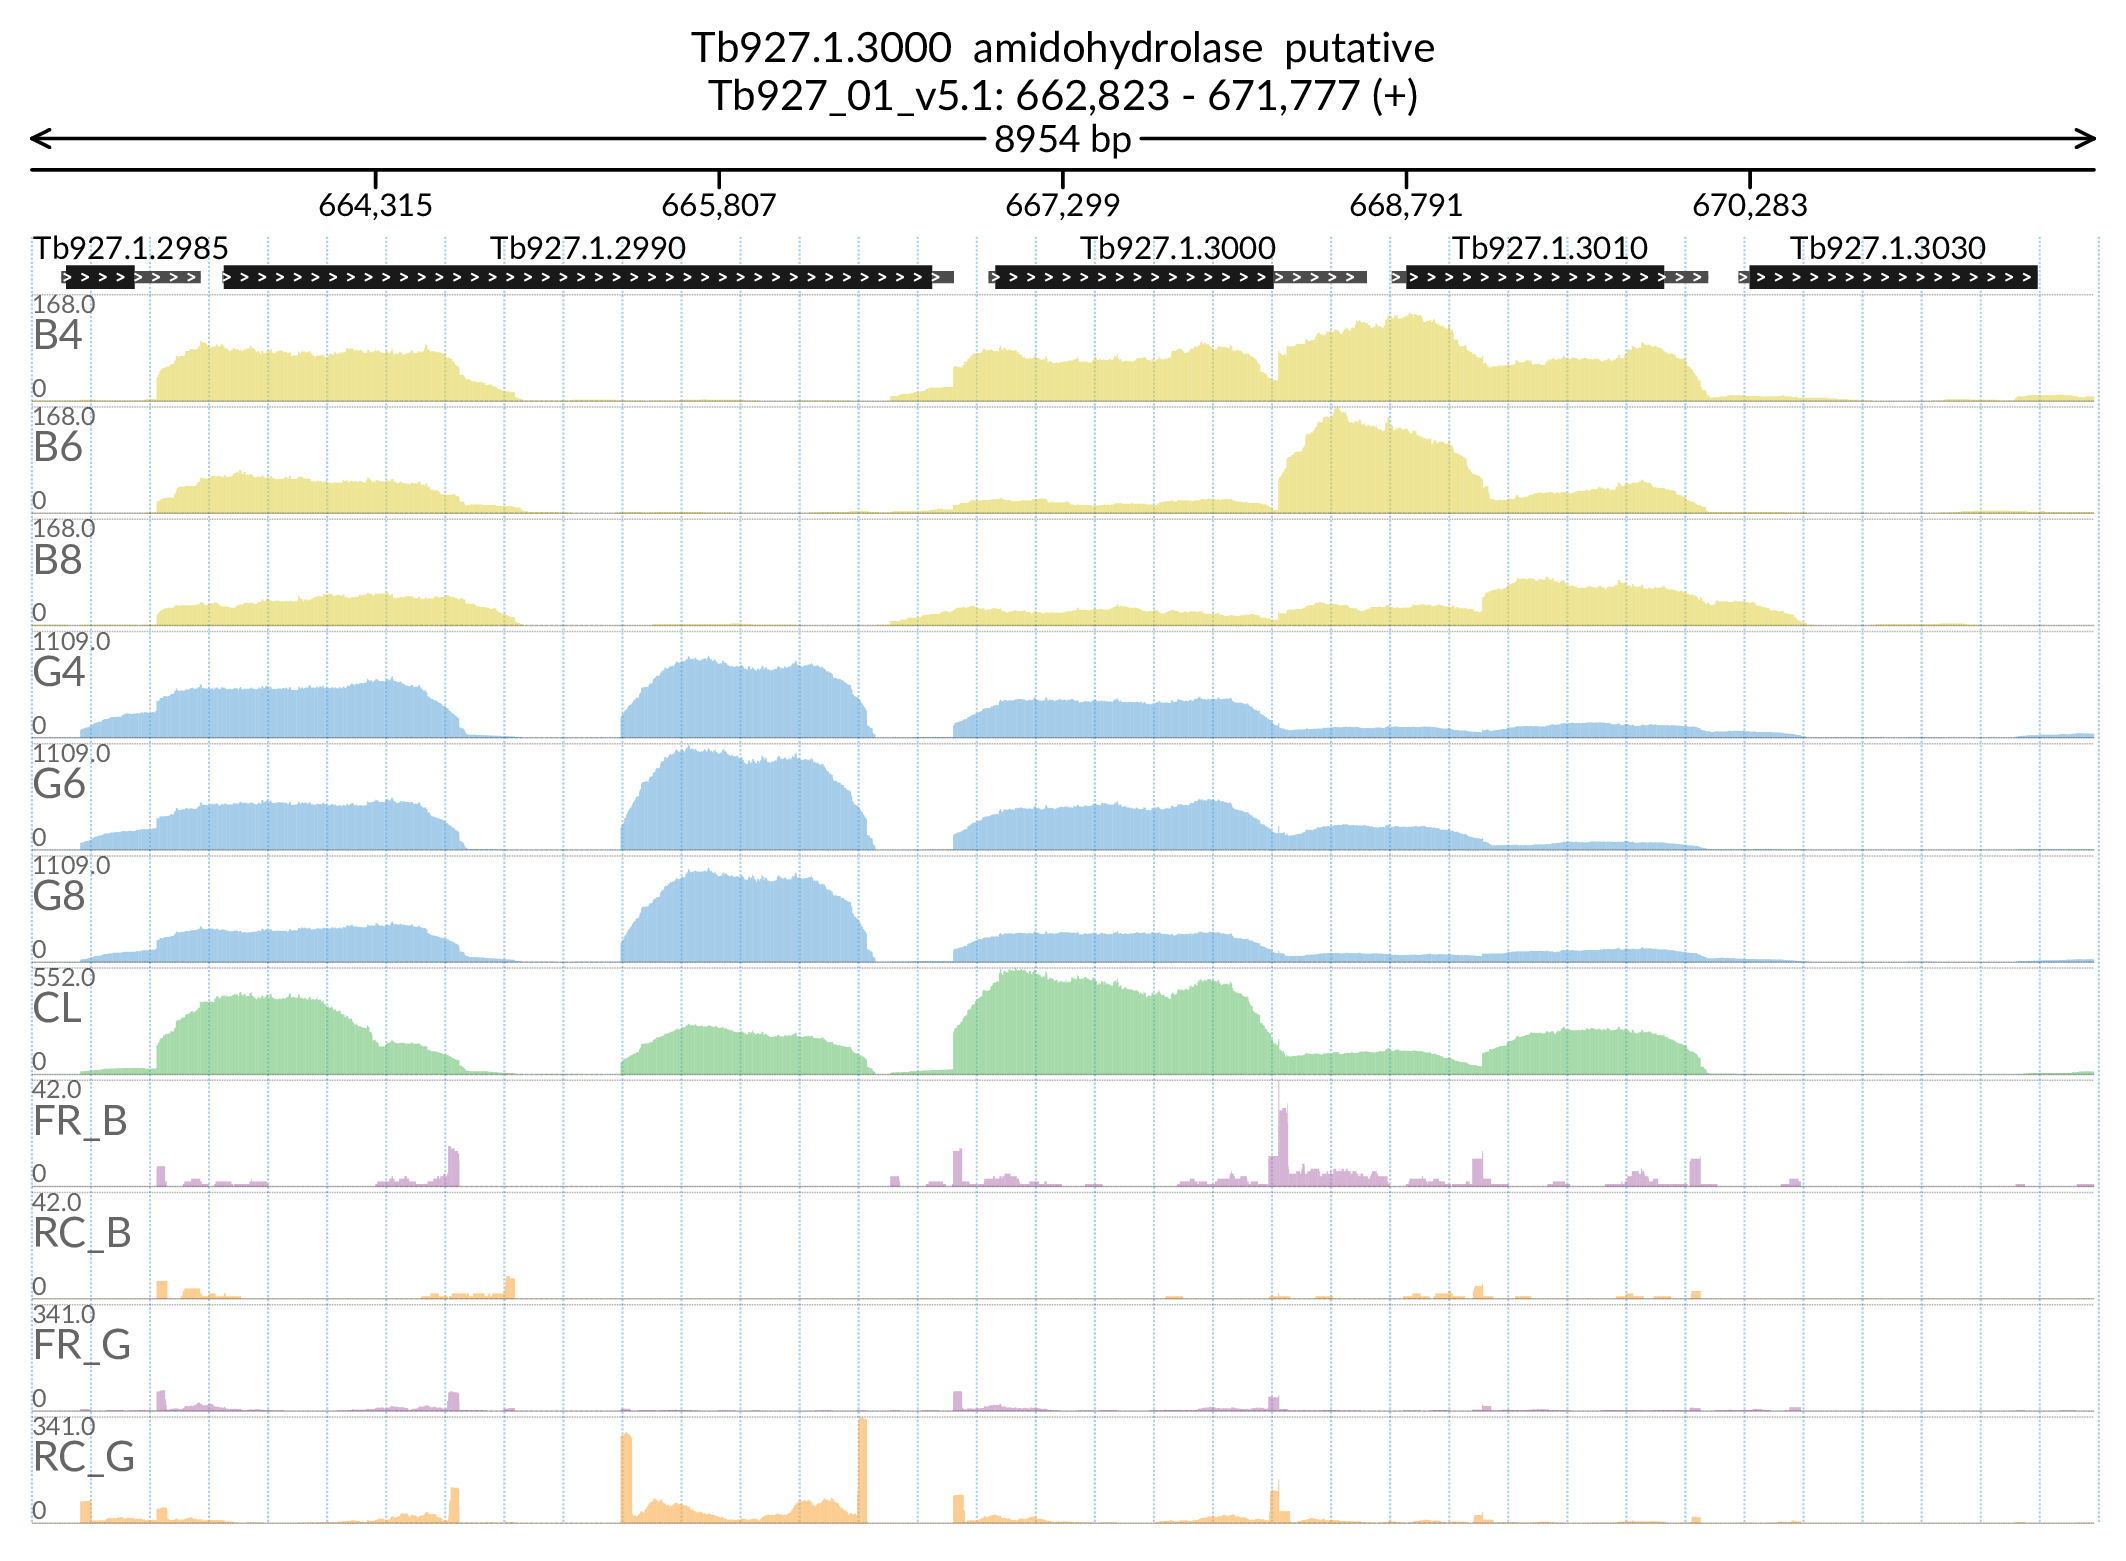 Tb927.1.3000 amidohydrolase putative
Tb927_01_v5.1: 662,823 - 671,777 (+)
8954 bp
664,315 665,807 667,299 668,791 670,283
Tb927.1.2985 Tb927.1.2990 Tb927.1.3000 Tb927.1.3010 Tb927.1.3030
168.0
B4
0
168.0
B6
0
168.0
B8
0
1109.0
G4
0
1109.0
G6
0
1109.0
G8
0
552.0
CL
0
42.0
FR_B
0
42.0
RC_B
0
341.0
FR_G
0
341.0
RC_G
0